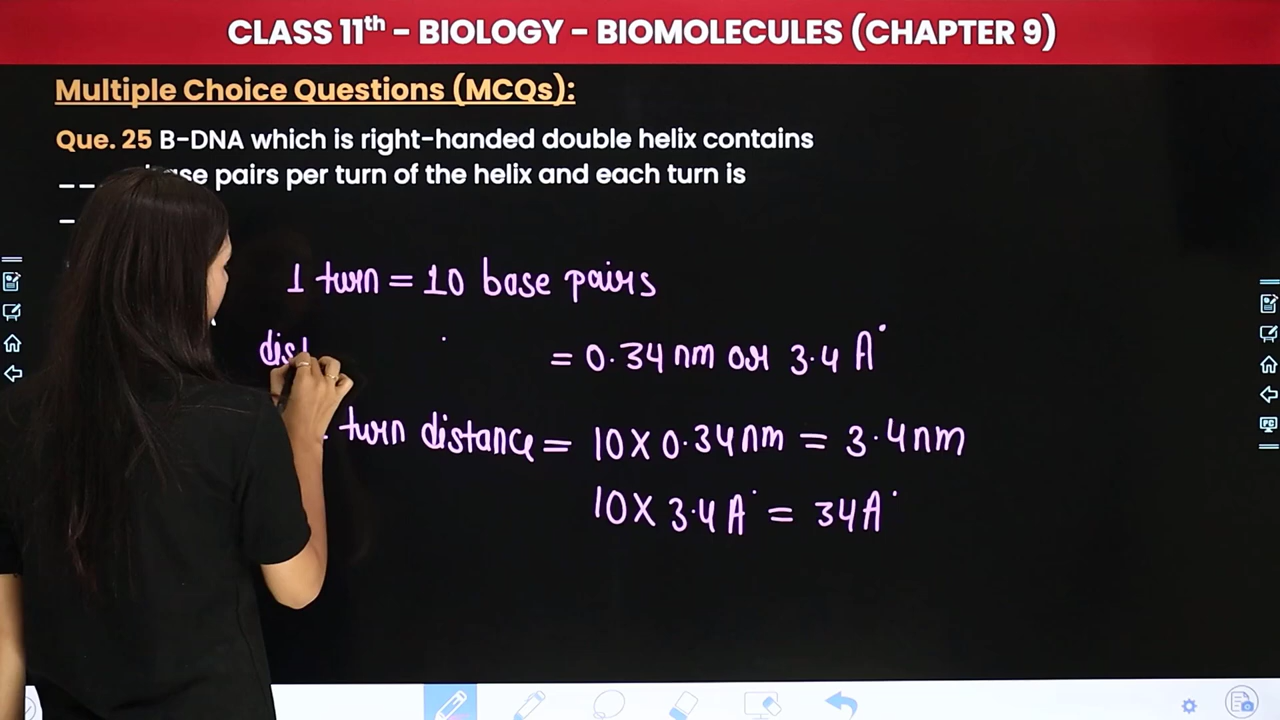 CLASS 11th - BIOLOGY - BIOMOLECULES (CHAPTER 9)
Multiple Choice Questions (MCQs):
Que. 25 B-DNA which is right-handed double helix contains
__ pairs per turn of the helix and each turn is
_
1 turn = 10 base pairs
= 0.34 nm or 3.4 A°
turn distance = 10 X 0.34 nm = 3.4 nm
10 X 3.4 A° = 34 A°